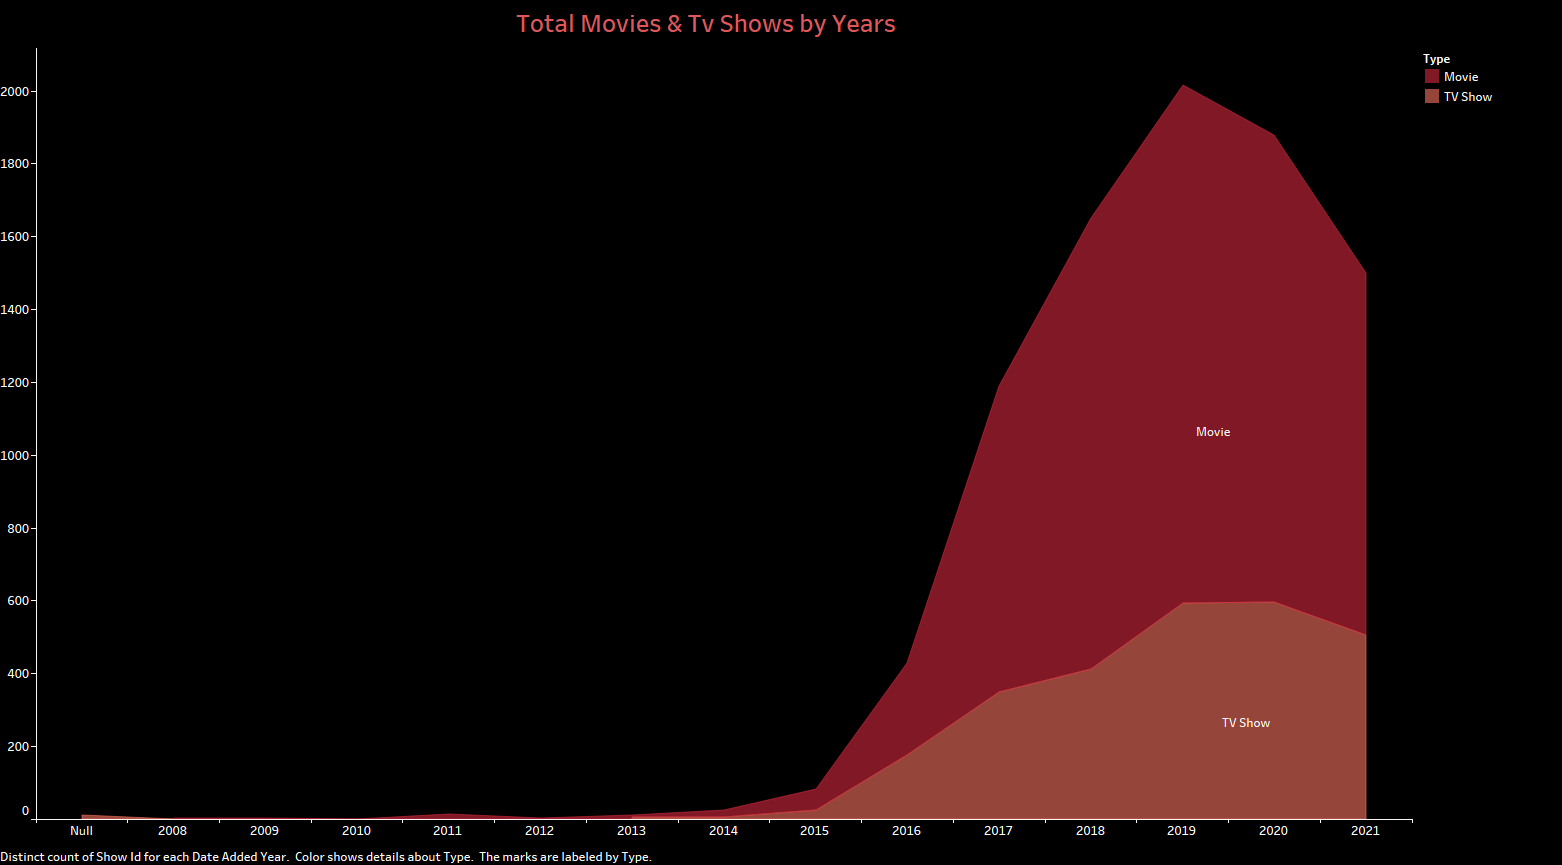 Total Movies & Tv Shows by Years
Type
Movie
TV Show
2000
1800
1600
1400
1200
1000
800
600
400
200
0
Movie
TV Show
Null 2008 2009 2010 2011 2012 2013 2014 2015 2016 2017 2018 2019 2020 2021
Distinct count of Show Id for each Date Added Year. Color shows details about Type. The marks are labeled by Type.